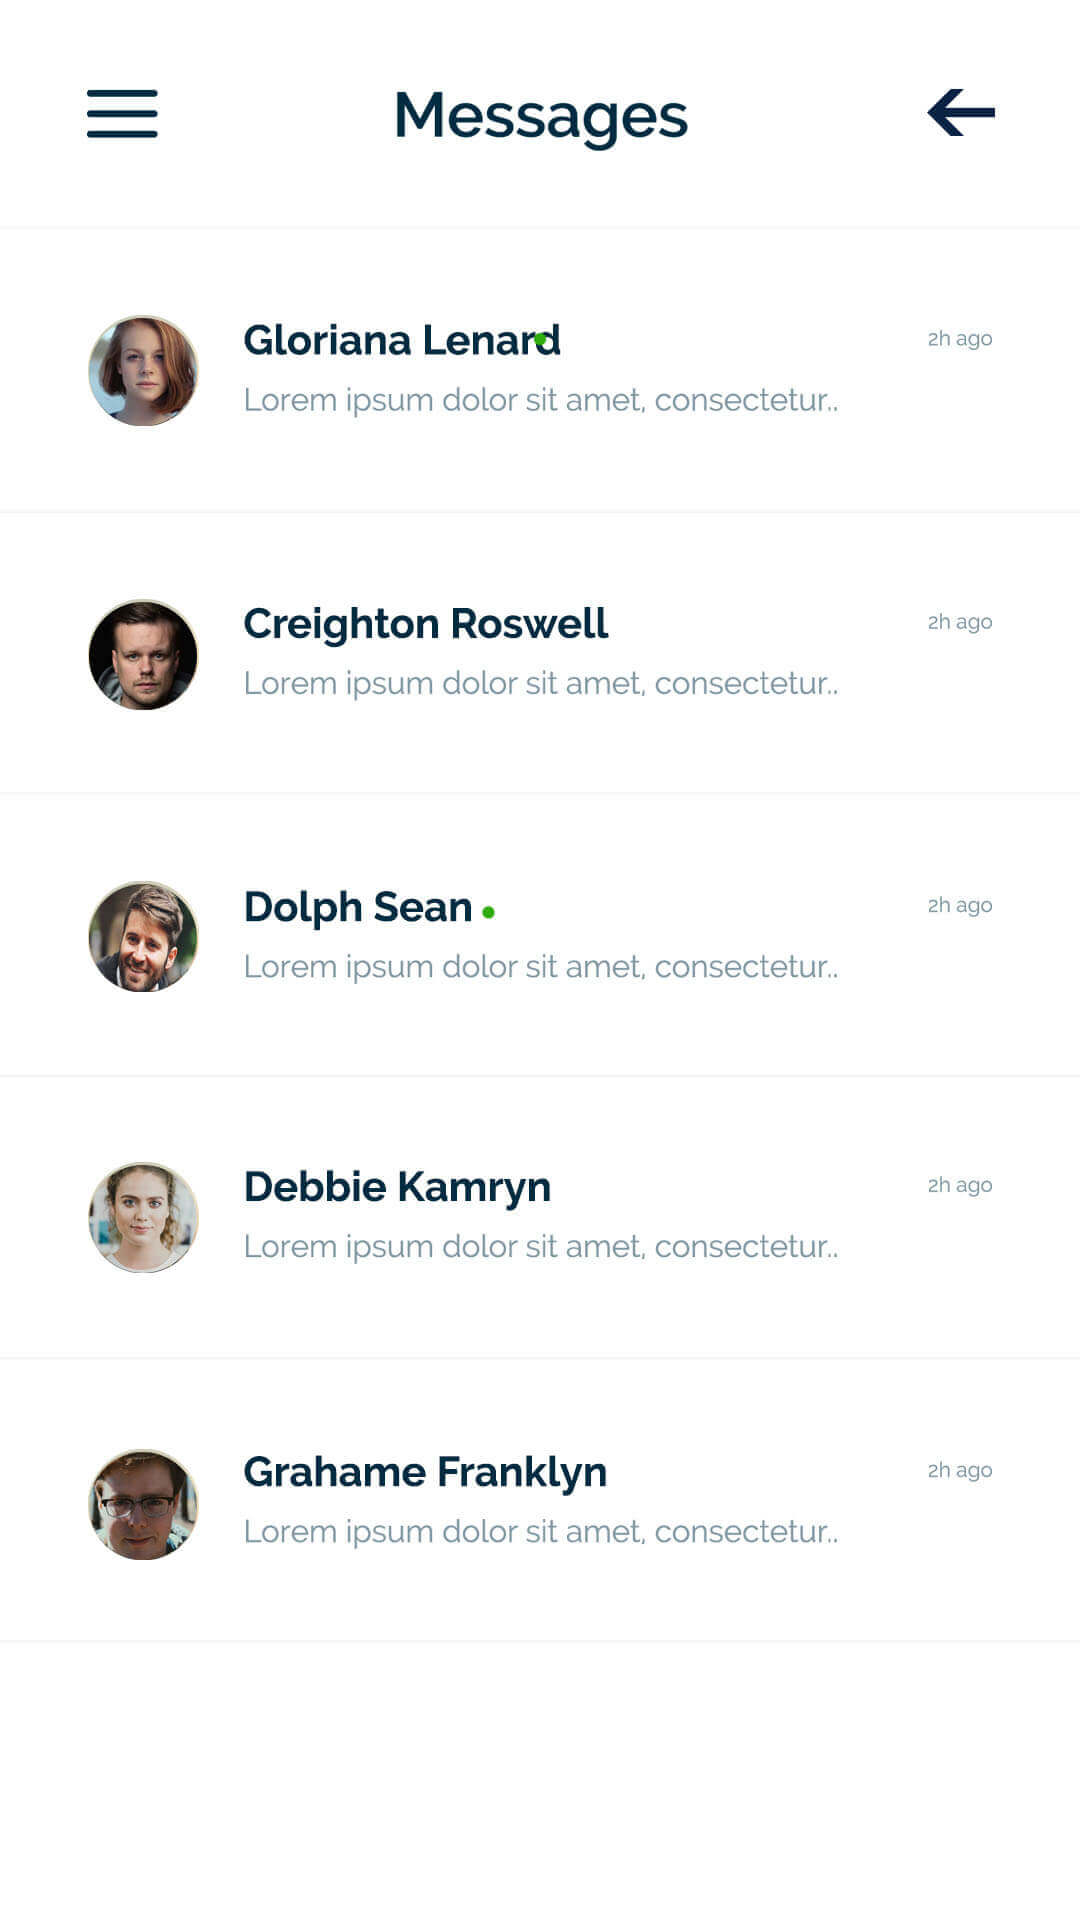 Messages
Gloriana Lenard
2h ago
Lorem ipsum dolor sit amet, consectetur..
Creighton Roswell
2h ago
Lorem ipsum dolor sit amet, consectetur..
Dolph Sean
2h ago
Lorem ipsum dolor sit amet, consectetur..
Debbie Kamryn
2h ago
Lorem ipsum dolor sit amet, consectetur..
Grahame Franklyn
2h ago
Lorem ipsum dolor sit amet, consectetur..